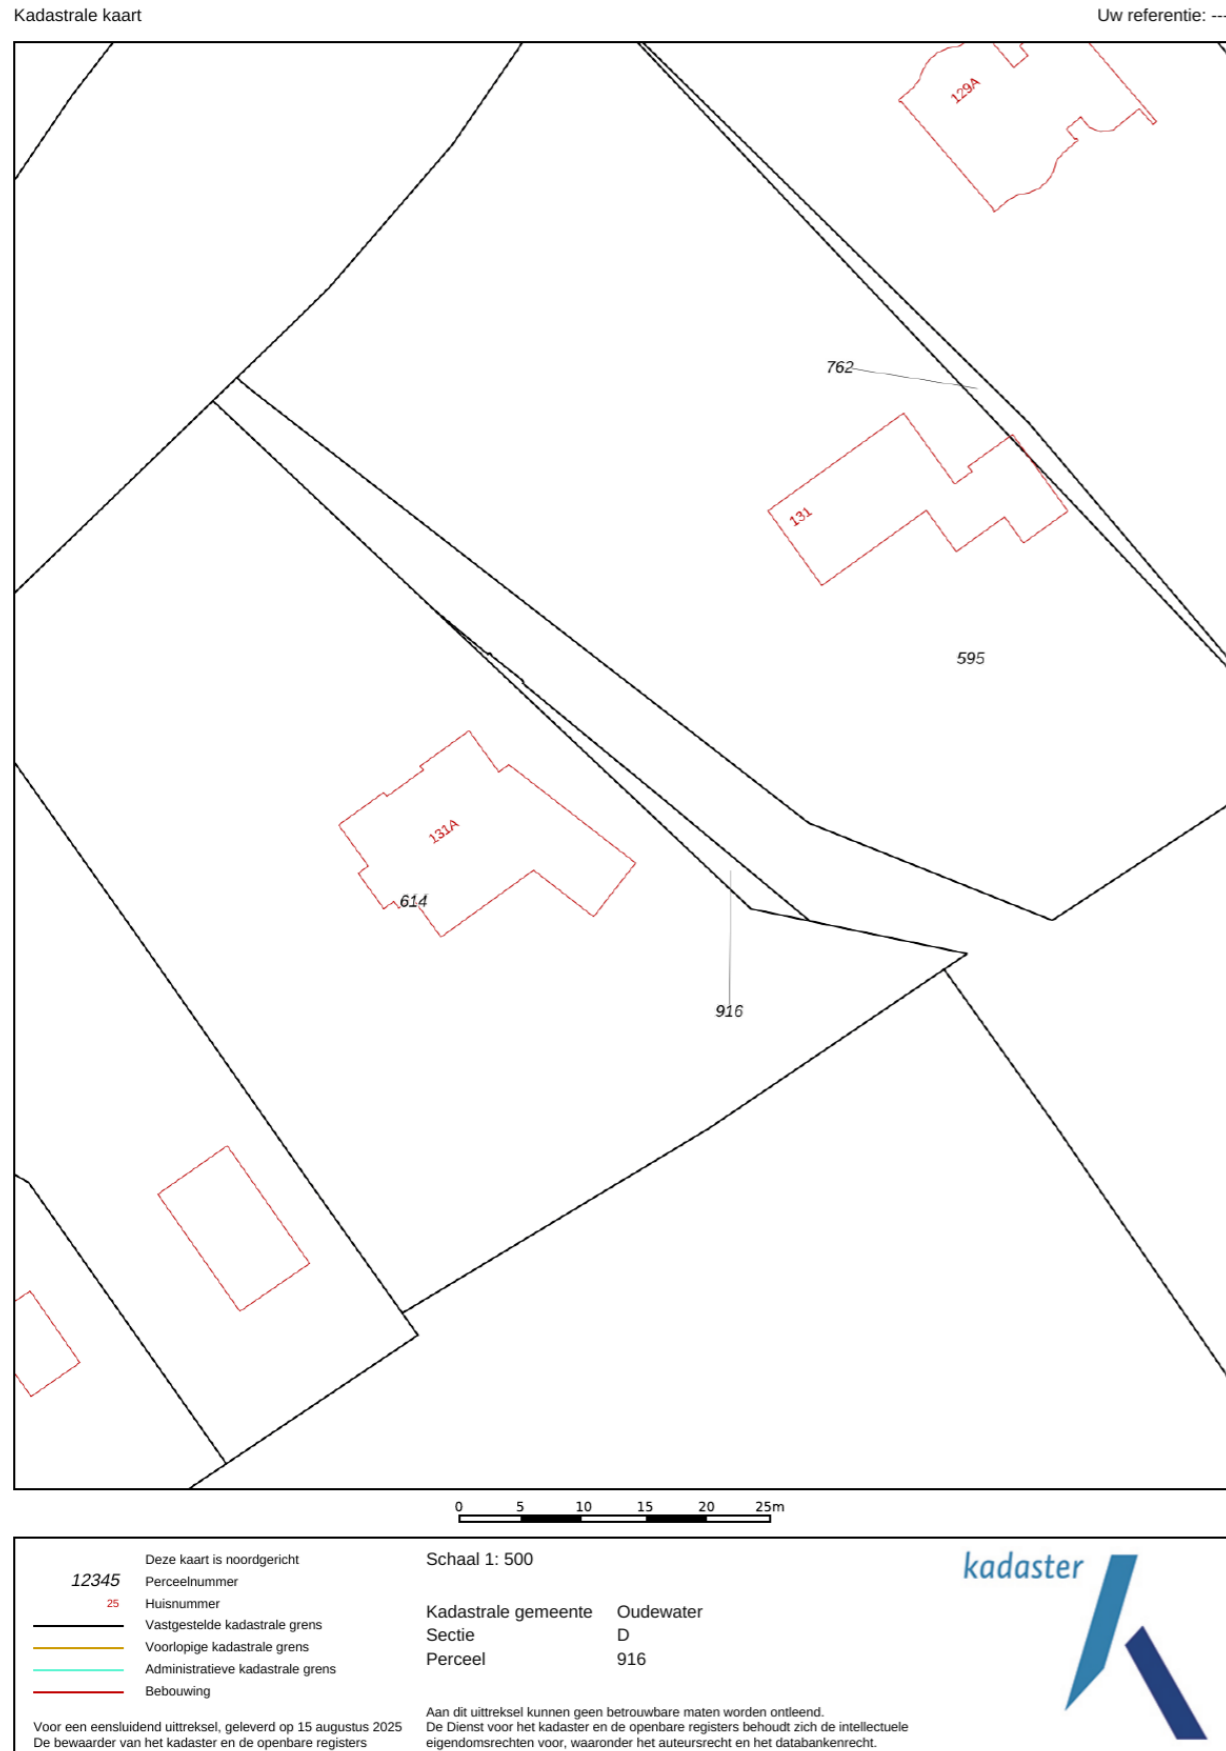 Kadastrale kaart
Uw referentie: ---
129A
762
131
595
131A
614
916
0 5 10 15 20 25m
Deze kaart is noordgericht
12345 Perceelnummer
25 Huisnummer
Vastgestelde kadastrale grens
Voorlopige kadastrale grens
Administratieve kadastrale grens
Bebouwing
Voor een eensluidend uittreksel, geleverd op 15 augustus 2025
De bewaarder van het kadaster en de openbare registers
Schaal 1: 500
Kadastrale gemeente Oudewater
Sectie D
Perceel 916
Aan dit uittreksel kunnen geen betrouwbare maten worden ontleend.
De Dienst voor het kadaster en de openbare registers behoudt zich de intellectuele
eigendomsrechten voor, waaronder het auteursrecht en het databankenrecht.
kadaster